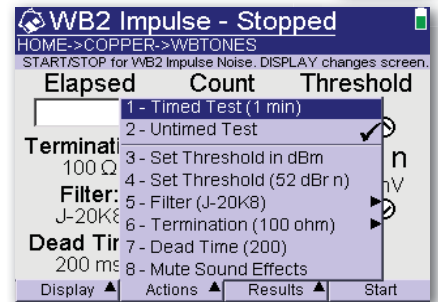 WB2 Impulse - Stopped
HOME->COPPER->WBTONES
START/STOP for WB2 Impulse Noise. DISPLAY changes screen.
Elapsed Count Threshold
1 - Timed Test (1 min)
2 - Untimed Test
3 - Set Threshold in dBm
4 - Set Threshold (52 dBr n)
5 - Filter (J-20K8)
6 - Termination (100 ohm)
7 - Dead Time (200)
8 - Mute Sound Effects
Terminati
100 Ω
n
Filter:
J-20K8
Dead Tir
200 ms
Display Actions Results Start